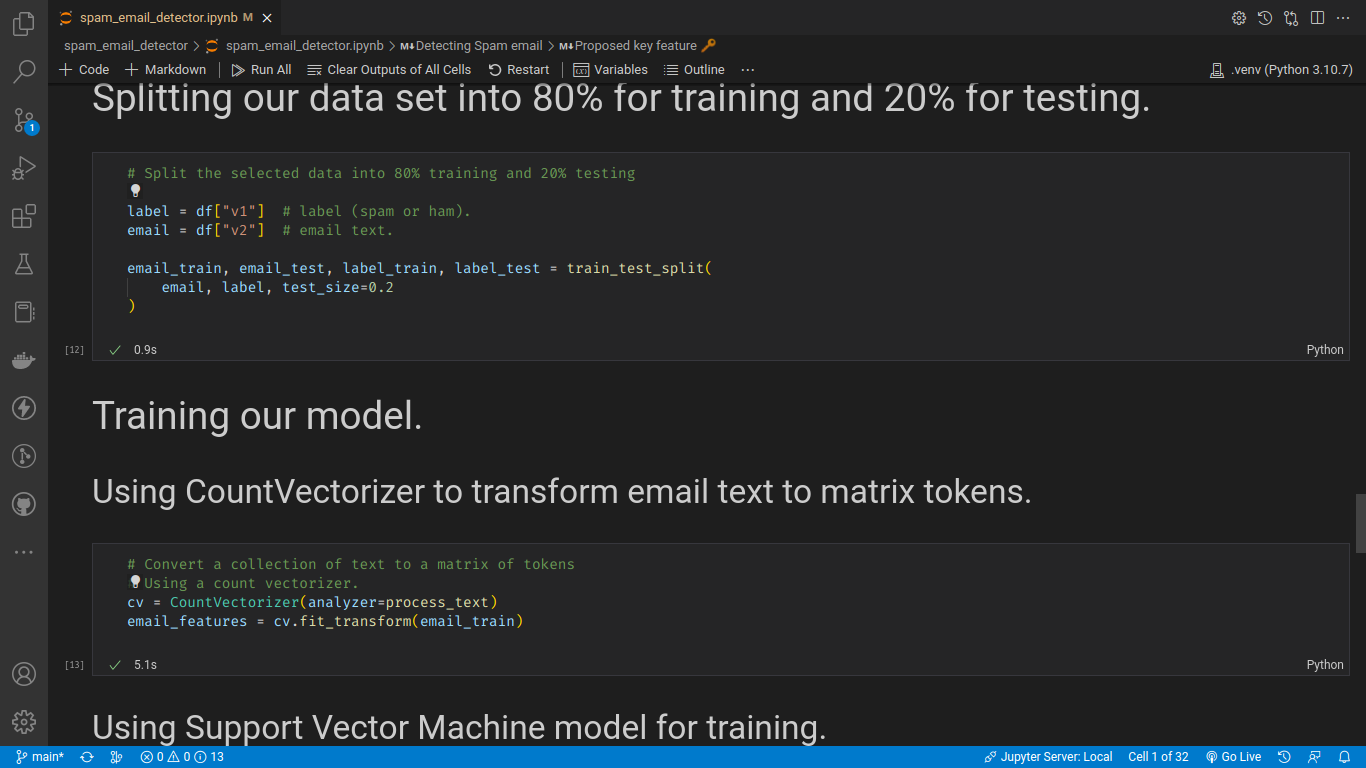 spam_email_detector.ipynb M
spam_email_detector > spam_email_detector.ipynb > M↓Detecting Spam email > M↓Proposed key feature 🔑
+ Code + Markdown Run All Clear Outputs of All Cells Restart Variables Outline ... .venv (Python 3.10.7)
Splitting our data set into 80% for training and 20% for testing.
# Split the selected data into 80% training and 20% testing
label = df["v1"]  # label (spam or ham).
email = df["v2"]  # email text.
email_train, email_test, label_train, label_test = train_test_split(
    email, label, test_size=0.2
)
[12] ✓ 0.9s Python
Training our model.
Using CountVectorizer to transform email text to matrix tokens.
# Convert a collection of text to a matrix of tokens
Using a count vectorizer.
cv = CountVectorizer(analyzer=process_text)
email_features = cv.fit_transform(email_train)
[13] ✓ 5.1s Python
Using Support Vector Machine model for training.
1
main* 0 0 13 Jupyter Server: Local Cell 1 of 32 Go Live